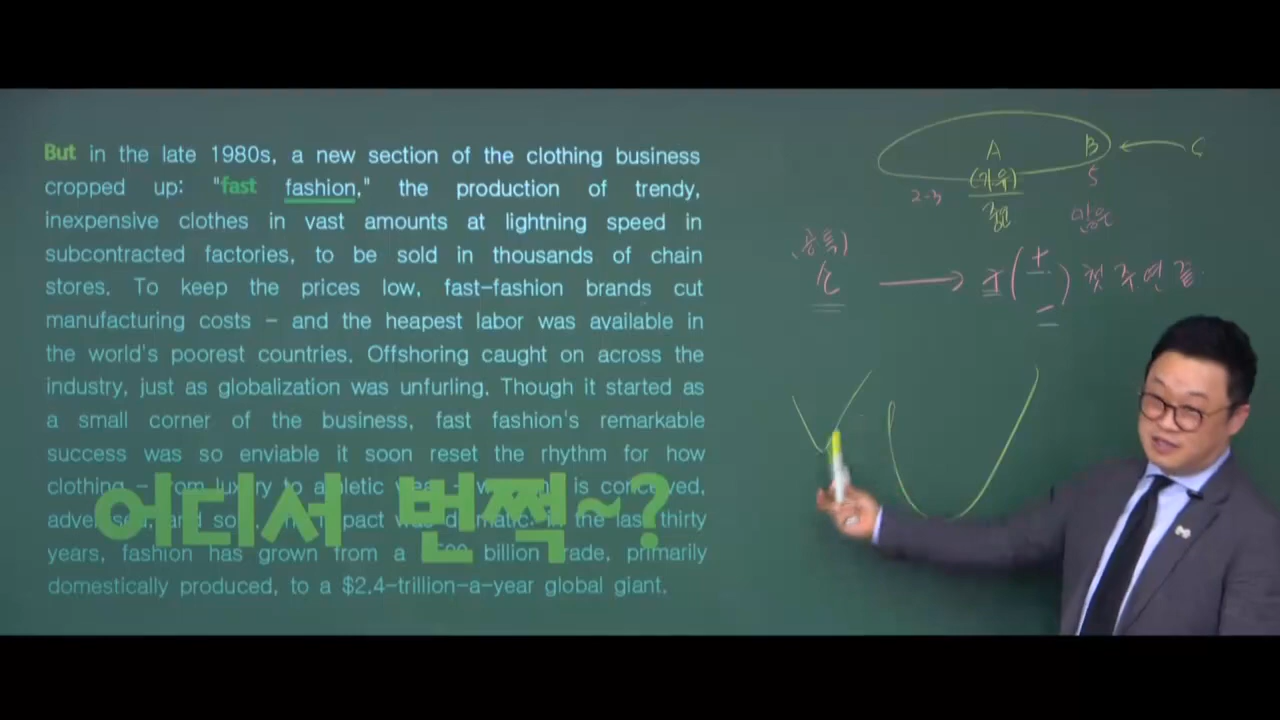 But in the late 1980s, a new section of the clothing business
cropped up: "fast fashion," the production of trendy,
inexpensive clothes in vast amounts at lightning speed in
subcontracted factories, to be sold in thousands of chain
stores. To keep the prices low, fast-fashion brands cut
manufacturing costs - and the heapest labor was available in
the world's poorest countries. Offshoring caught on across the
industry, just as globalization was unfurling. Though it started as
a small corner of the business, fast fashion's remarkable
success was so enviable it soon reset the rhythm for how
clothing is
어디서 번쩍~?
the last thirty
years, fashion has grown from a billion primarily
domestically produced, to a $2.4-trillion-a-year global giant.
A
B
2-3
5